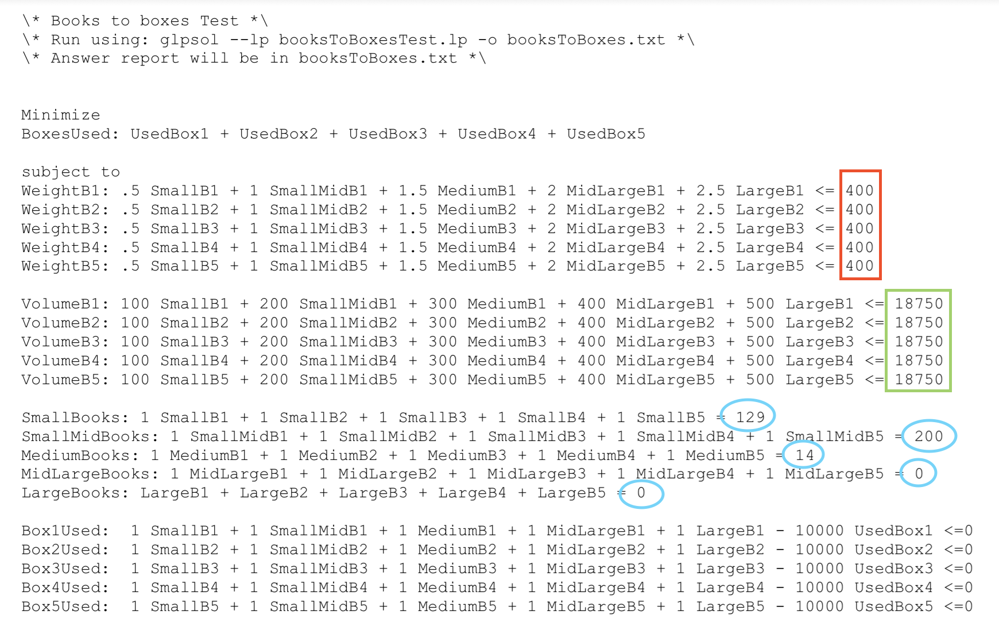 \* Books to boxes Test *\
\* Run using: glpsol --lp booksToBoxesTest.lp -o booksToBoxes.txt *\
\* Answer report will be in booksToBoxes.txt *\
Minimize
BoxesUsed: UsedBox1 + UsedBox2 + UsedBox3 + UsedBox4 + UsedBox5
subject to
WeightB1: .5 SmallB1 + 1 SmallMidB1 + 1.5 MediumB1 + 2 MidLargeB1 + 2.5 LargeB1 <= 400
WeightB2: .5 SmallB2 + 1 SmallMidB2 + 1.5 MediumB2 + 2 MidLargeB2 + 2.5 LargeB2 <= 400
WeightB3: .5 SmallB3 + 1 SmallMidB3 + 1.5 MediumB3 + 2 MidLargeB3 + 2.5 LargeB3 <= 400
WeightB4: .5 SmallB4 + 1 SmallMidB4 + 1.5 MediumB4 + 2 MidLargeB4 + 2.5 LargeB4 <= 400
WeightB5: .5 SmallB5 + 1 SmallMidB5 + 1.5 MediumB5 + 2 MidLargeB5 + 2.5 LargeB5 <= 400
VolumeB1: 100 SmallB1 + 200 SmallMidB1 + 300 MediumB1 + 400 MidLargeB1 + 500 LargeB1 <= 18750
VolumeB2: 100 SmallB2 + 200 SmallMidB2 + 300 MediumB2 + 400 MidLargeB2 + 500 LargeB2 <= 18750
VolumeB3: 100 SmallB3 + 200 SmallMidB3 + 300 MediumB3 + 400 MidLargeB3 + 500 LargeB3 <= 18750
VolumeB4: 100 SmallB4 + 200 SmallMidB4 + 300 MediumB4 + 400 MidLargeB4 + 500 LargeB4 <= 18750
VolumeB5: 100 SmallB5 + 200 SmallMidB5 + 300 MediumB5 + 400 MidLargeB5 + 500 LargeB5 <= 18750
SmallBooks: 1 SmallB1 + 1 SmallB2 + 1 SmallB3 + 1 SmallB4 + 1 SmallB5 = 129
SmallMidBooks: 1 SmallMidB1 + 1 SmallMidB2 + 1 SmallMidB3 + 1 SmallMidB4 + 1 SmallMidB5 = 200
MediumBooks: 1 MediumB1 + 1 MediumB2 + 1 MediumB3 + 1 MediumB4 + 1 MediumB5 = 14
MidLargeBooks: 1 MidLargeB1 + 1 MidLargeB2 + 1 MidLargeB3 + 1 MidLargeB4 + 1 MidLargeB5 = 0
LargeBooks: LargeB1 + LargeB2 + LargeB3 + LargeB4 + LargeB5 = 0
Box1Used:  1 SmallB1 + 1 SmallMidB1 + 1 MediumB1 + 1 MidLargeB1 + 1 LargeB1 - 10000 UsedBox1 <=0
Box2Used:  1 SmallB2 + 1 SmallMidB2 + 1 MediumB2 + 1 MidLargeB2 + 1 LargeB2 - 10000 UsedBox2 <=0
Box3Used:  1 SmallB3 + 1 SmallMidB3 + 1 MediumB3 + 1 MidLargeB3 + 1 LargeB3 - 10000 UsedBox3 <=0
Box4Used:  1 SmallB4 + 1 SmallMidB4 + 1 MediumB4 + 1 MidLargeB4 + 1 LargeB4 - 10000 UsedBox4 <=0
Box5Used:  1 SmallB5 + 1 SmallMidB5 + 1 MediumB5 + 1 MidLargeB5 + 1 LargeB5 - 10000 UsedBox5 <=0